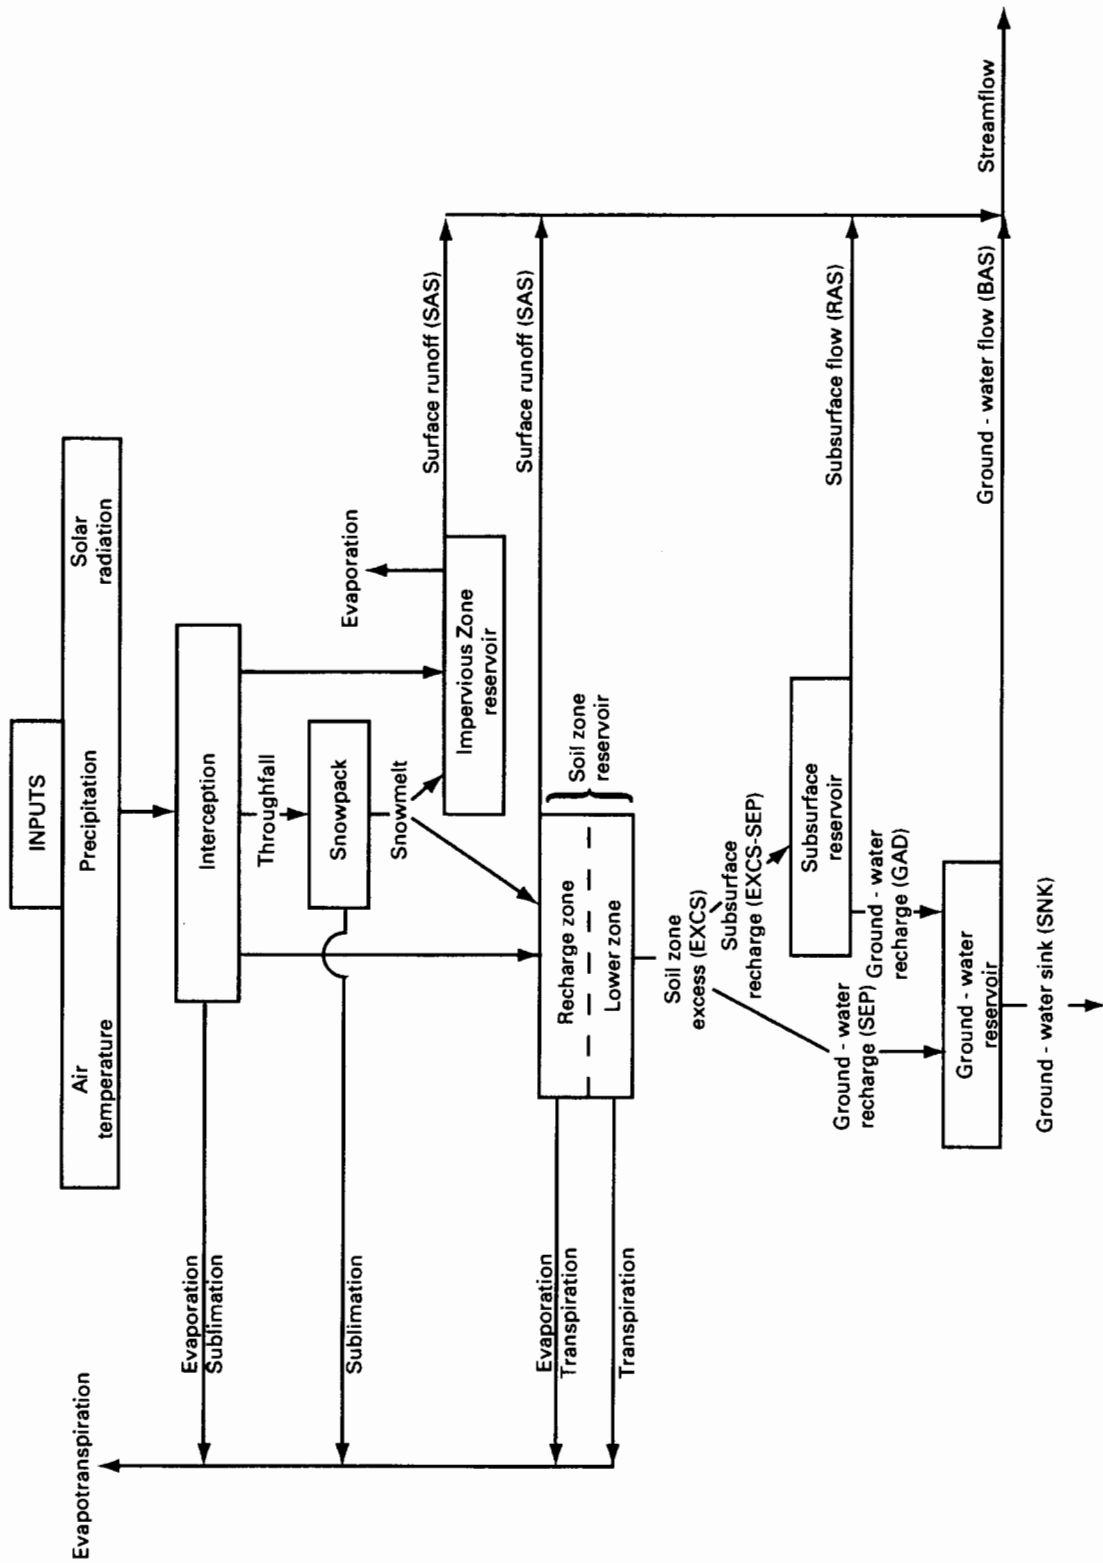 INPUTS
Air
temperature
Precipitation
Solar
radiation
Evapotranspiration
Interception
Evaporation
Sublimation
Throughfall
Snowpack
Sublimation
Snowmelt
Evaporation
Impervious Zone
reservoir
Surface runoff (SAS)
Surface runoff (SAS)
Recharge zone
Lower zone
Soil zone
reservoir
Evaporation
Transpiration
Transpiration
Soil zone
excess (EXCS)
Subsurface
recharge (EXCS-SEP)
Subsurface
reservoir
Subsurface flow (RAS)
Ground - water
recharge (SEP)
Ground - water
recharge (GAD)
Ground - water
reservoir
Ground - water flow (BAS)
Streamflow
Ground - water sink (SNK)